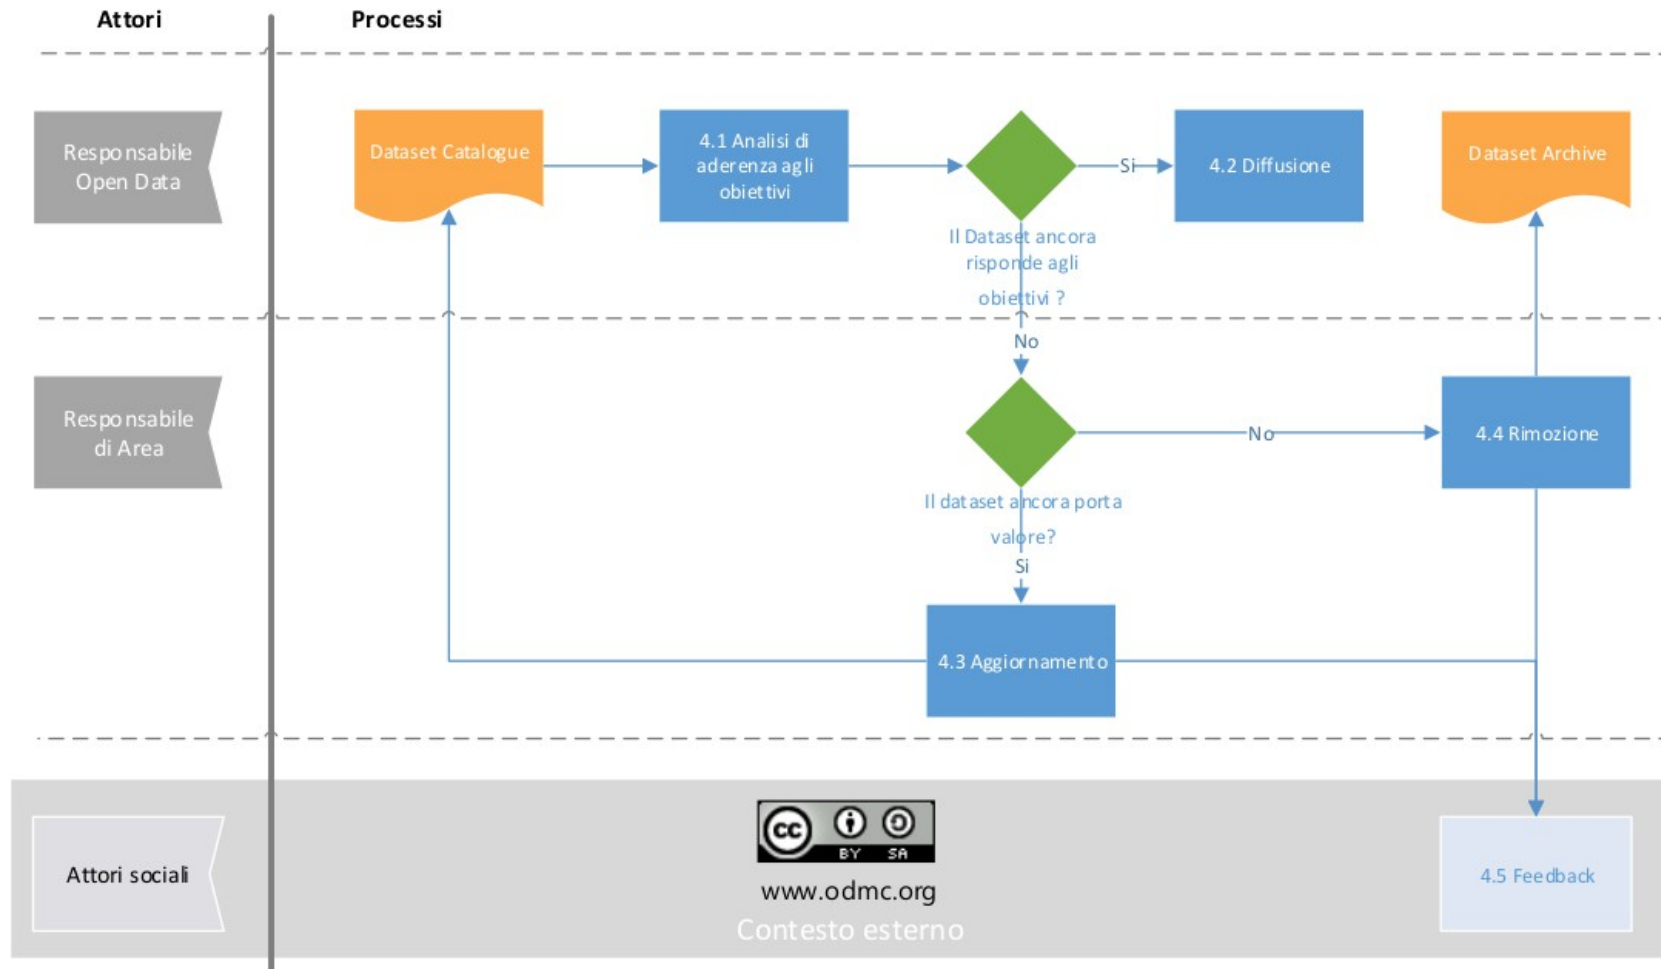 Attori
Processi
Responsabile
Open Data
Dataset Catalogue
4.1 Analisi di
aderenza agli
obiettivi
Si
4.2 Diffusione
Dataset Archive
Il Dataset ancora
risponde agli
obiettivi ?
No
Responsabile
di Area
No
4.4 Rimozione
Il dataset ancora porta
valore?
Si
4.3 Aggiornamento
Attori sociali
cc
BY SA
www.odmc.org
Contesto esterno
4.5 Feedback